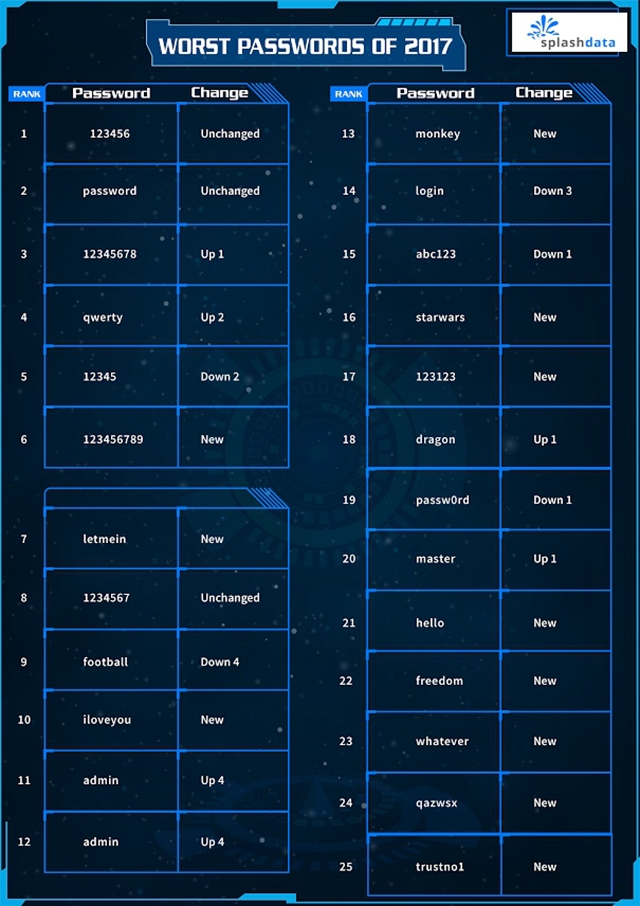 WORST PASSWORDS OF 2017
splashdata
RANK Password Change
1 123456 Unchanged
2 password Unchanged
3 12345678 Up 1
4 qwerty Up 2
5 12345 Down 2
6 123456789 New
7 letmein New
8 1234567 Unchanged
9 football Down 4
10 iloveyou New
11 admin Up 4
12 admin Up 4
RANK Password Change
13 monkey New
14 login Down 3
15 abc123 Down 1
16 starwars New
17 123123 New
18 dragon Up 1
19 passw0rd Down 1
20 master Up 1
21 hello New
22 freedom New
23 whatever New
24 qazwsx New
25 trustno1 New